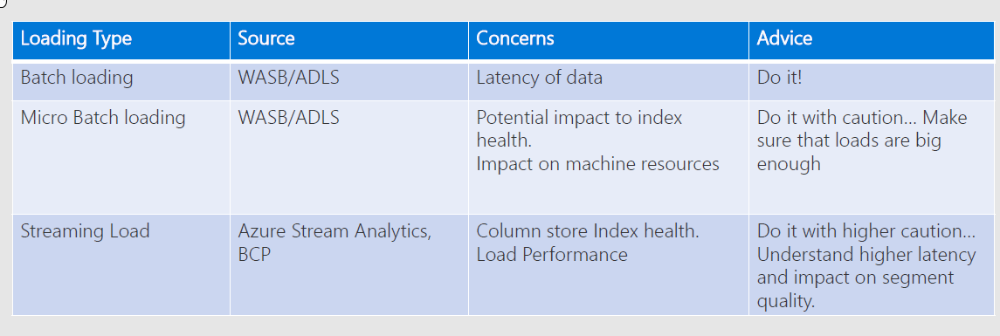 Loading Type Source Concerns Advice
Batch loading WASB/ADLS Latency of data Do it!
Micro Batch loading WASB/ADLS Potential impact to index Do it with caution... Make
health. sure that loads are big
Impact on machine resources enough
Streaming Load Azure Stream Analytics, Column store Index health. Do it with higher caution...
BCP Load Performance Understand higher latency
and impact on segment
quality.